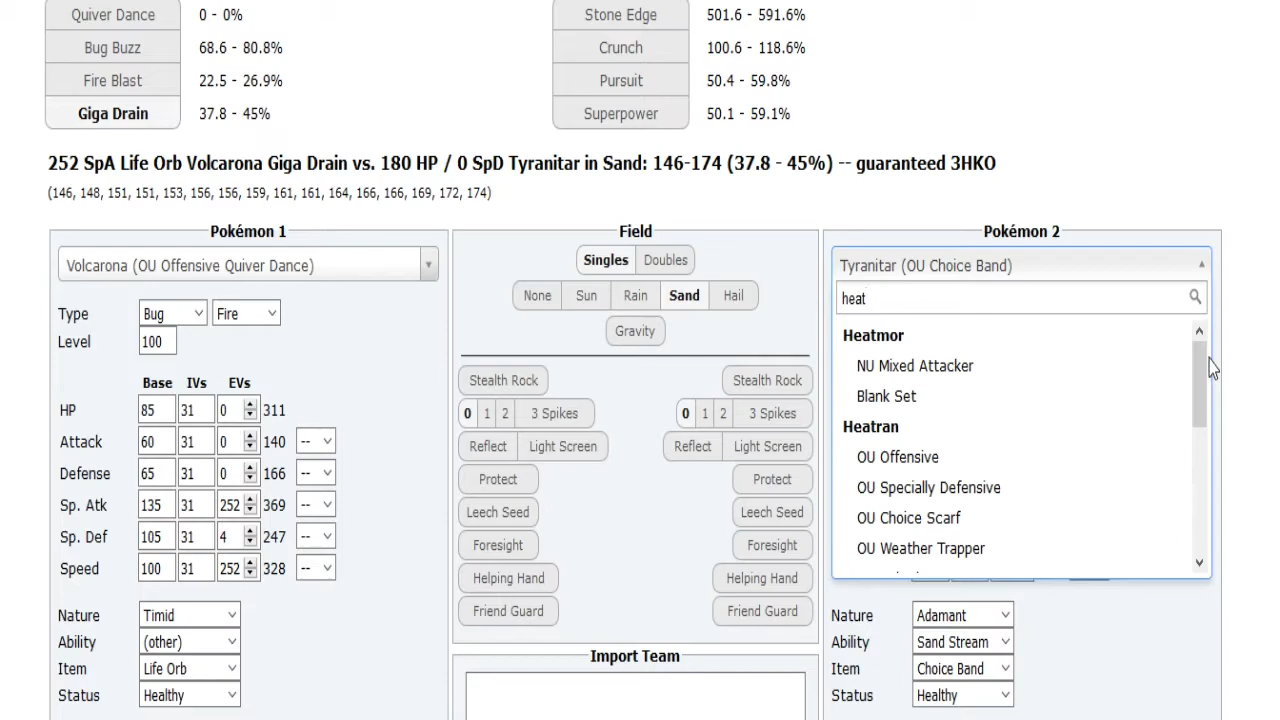 Quiver Dance 0 - 0% Stone Edge 501.6 - 591.6%
Bug Buzz 68.6 - 80.8% Crunch 100.6 - 118.6%
Fire Blast 22.5 - 26.9% Pursuit 50.4 - 59.8%
Giga Drain 37.8 - 45% Superpower 50.1 - 59.1%
252 SpA Life Orb Volcarona Giga Drain vs. 180 HP / 0 SpD Tyranitar in Sand: 146-174 (37.8 - 45%) -- guaranteed 3HKO
(146, 148, 151, 151, 153, 156, 156, 159, 161, 161, 164, 166, 166, 169, 172, 174)
Pokémon 1
Volcarona (OU Offensive Quiver Dance)
Type Bug Fire
Level 100
Base IVs EVs
HP 85 31 0 311
Attack 60 31 0 140 --
Defense 65 31 0 166 --
Sp. Atk 135 31 252 369 --
Sp. Def 105 31 4 247 --
Speed 100 31 252 328 --
Nature Timid
Ability (other)
Item Life Orb
Status Healthy
Field
Singles Doubles
None Sun Rain Sand Hail
Gravity
Stealth Rock Stealth Rock
0 1 2 3 Spikes 0 1 2 3 Spikes
Reflect Light Screen Reflect Light Screen
Protect Protect
Leech Seed Leech Seed
Foresight Foresight
Helping Hand Helping Hand
Friend Guard Friend Guard
Import Team
Pokémon 2
Tyranitar (OU Choice Band)
heat
Heatmor
NU Mixed Attacker
Blank Set
Heatran
OU Offensive
OU Specially Defensive
OU Choice Scarf
OU Weather Trapper
Nature Adamant
Ability Sand Stream
Item Choice Band
Status Healthy